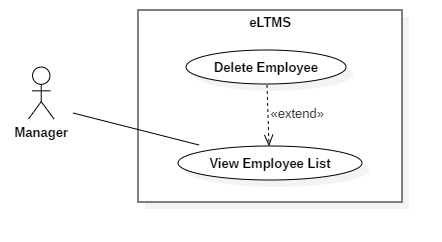 eLTMS
Delete Employee
«extend»
Manager
View Employee List